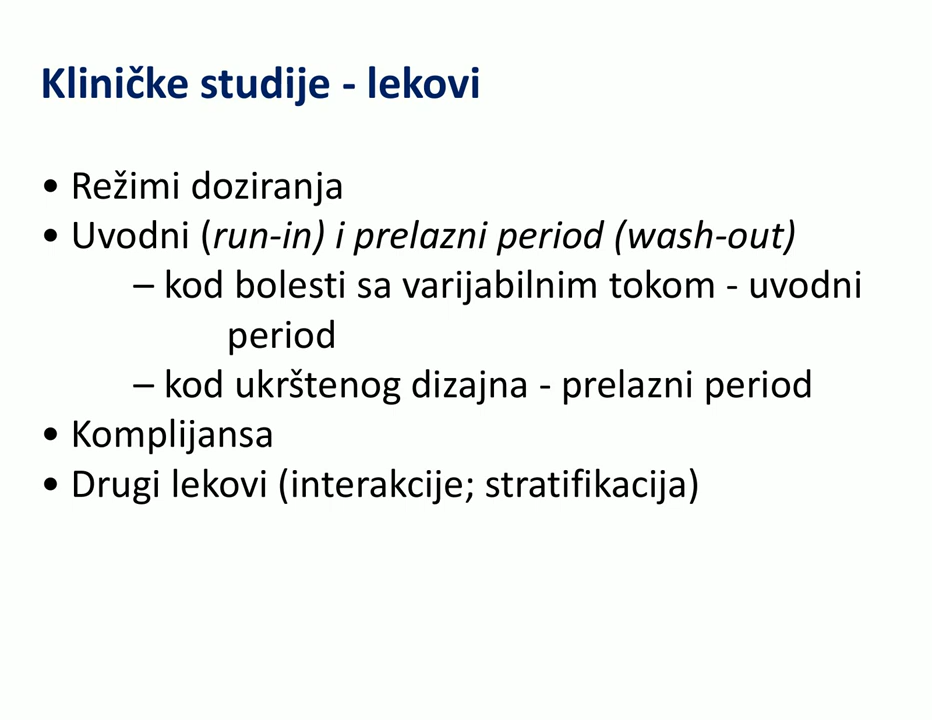 Kliničke studije - lekovi
• Režimi doziranja
• Uvodni (run-in) i prelazni period (wash-out)
– kod bolesti sa varijabilnim tokom - uvodni
period
– kod ukrštenog dizajna - prelazni period
• Komplijansa
• Drugi lekovi (interakcije; stratifikacija)